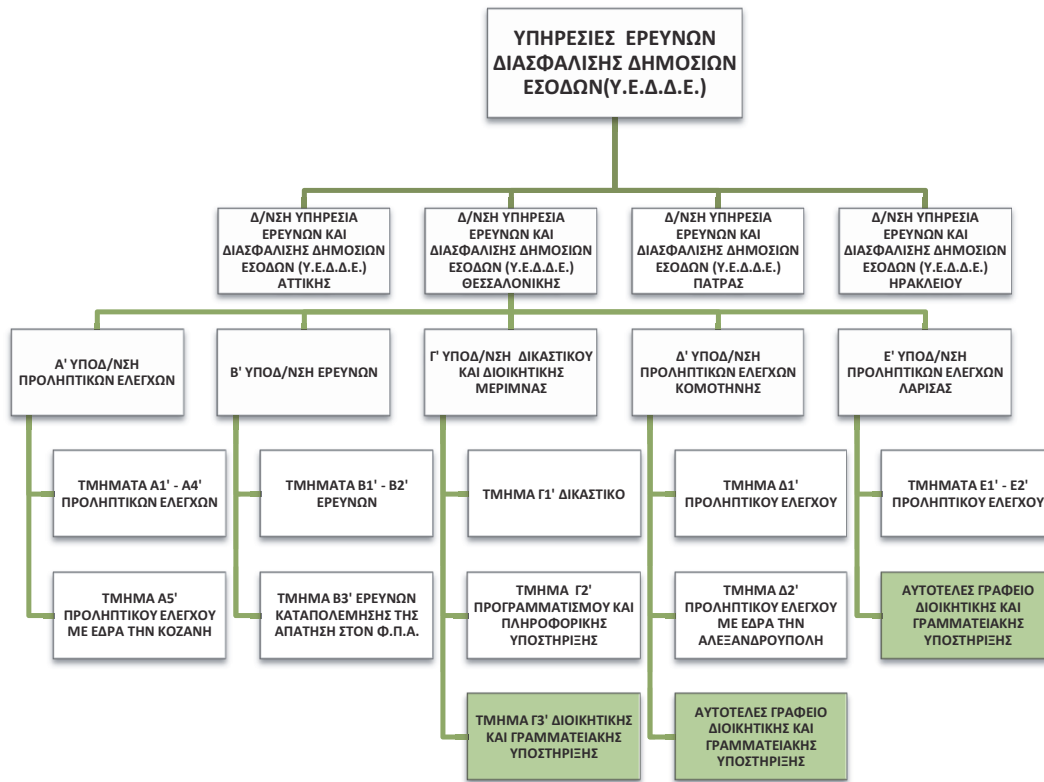 ΥΠΗΡΕΣΙΕΣ ΕΡΕΥΝΩΝ
ΔΙΑΣΦΑΛΙΣΗΣ ΔΗΜΟΣΙΩΝ
ΕΣΟΔΩΝ(Υ.Ε.Δ.Δ.Ε.)
Δ/ΝΣΗ ΥΠΗΡΕΣΙΑ
ΕΡΕΥΝΩΝ ΚΑΙ
ΔΙΑΣΦΑΛΙΣΗΣ ΔΗΜΟΣΙΩΝ
ΕΣΟΔΩΝ (Υ.Ε.Δ.Δ.Ε.)
ΑΤΤΙΚΗΣ
Δ/ΝΣΗ ΥΠΗΡΕΣΙΑ
ΕΡΕΥΝΩΝ ΚΑΙ
ΔΙΑΣΦΑΛΙΣΗΣ ΔΗΜΟΣΙΩΝ
ΕΣΟΔΩΝ (Υ.Ε.Δ.Δ.Ε.)
ΘΕΣΣΑΛΟΝΙΚΗΣ
Δ/ΝΣΗ ΥΠΗΡΕΣΙΑ
ΕΡΕΥΝΩΝ ΚΑΙ
ΔΙΑΣΦΑΛΙΣΗΣ ΔΗΜΟΣΙΩΝ
ΕΣΟΔΩΝ (Υ.Ε.Δ.Δ.Ε.)
ΠΑΤΡΑΣ
Δ/ΝΣΗ ΥΠΗΡΕΣΙΑ
ΕΡΕΥΝΩΝ ΚΑΙ
ΔΙΑΣΦΑΛΙΣΗΣ ΔΗΜΟΣΙΩΝ
ΕΣΟΔΩΝ (Υ.Ε.Δ.Δ.Ε.)
ΗΡΑΚΛΕΙΟΥ
Α' ΥΠΟΔ/ΝΣΗ
ΠΡΟΛΗΠΤΙΚΩΝ ΕΛΕΓΧΩΝ
Β' ΥΠΟΔ/ΝΣΗ ΕΡΕΥΝΩΝ
Γ' ΥΠΟΔ/ΝΣΗ ΔΙΚΑΣΤΙΚΟΥ
ΚΑΙ ΔΙΟΙΚΗΤΙΚΗΣ
ΜΕΡΙΜΝΑΣ
Δ' ΥΠΟΔ/ΝΣΗ
ΠΡΟΛΗΠΤΙΚΩΝ ΕΛΕΓΧΩΝ
ΚΟΜΟΤΗΝΗΣ
Ε' ΥΠΟΔ/ΝΣΗ
ΠΡΟΛΗΠΤΙΚΩΝ ΕΛΕΓΧΩΝ
ΛΑΡΙΣΑΣ
ΤΜΗΜΑΤΑ Α1' - Α4'
ΠΡΟΛΗΠΤΙΚΩΝ ΕΛΕΓΧΩΝ
ΤΜΗΜΑΤΑ Β1' - Β2'
ΕΡΕΥΝΩΝ
ΤΜΗΜΑ Γ1' ΔΙΚΑΣΤΙΚΟ
ΤΜΗΜΑ Δ1'
ΠΡΟΛΗΠΤΙΚΟΥ ΕΛΕΓΧΟΥ
ΤΜΗΜΑΤΑ Ε1' - Ε2'
ΠΡΟΛΗΠΤΙΚΟΥ ΕΛΕΓΧΟΥ
ΤΜΗΜΑ Α5'
ΠΡΟΛΗΠΤΙΚΟΥ ΕΛΕΓΧΟΥ
ΜΕ ΕΔΡΑ ΤΗΝ ΚΟΖΑΝΗ
ΤΜΗΜΑ Β3' ΕΡΕΥΝΩΝ
ΚΑΤΑΠΟΛΕΜΗΣΗΣ ΤΗΣ
ΑΠΑΤΗΣΗ ΣΤΟΝ Φ.Π.Α.
ΤΜΗΜΑ Γ2'
ΠΡΟΓΡΑΜΜΑΤΙΣΜΟΥ ΚΑΙ
ΠΛΗΡΟΦΟΡΙΚΗΣ
ΥΠΟΣΤΗΡΙΞΗΣ
ΤΜΗΜΑ Δ2'
ΠΡΟΛΗΠΤΙΚΟΥ ΕΛΕΓΧΟΥ
ΜΕ ΕΔΡΑ ΤΗΝ
ΑΛΕΞΑΝΔΡΟΥΠΟΛΗ
ΑΥΤΟΤΕΛΕΣ ΓΡΑΦΕΙΟ
ΔΙΟΙΚΗΤΙΚΗΣ ΚΑΙ
ΓΡΑΜΜΑΤΕΙΑΚΗΣ
ΥΠΟΣΤΗΡΙΞΗΣ
ΤΜΗΜΑ Γ3' ΔΙΟΙΚΗΤΙΚΗΣ
ΚΑΙ ΓΡΑΜΜΑΤΕΙΑΚΗΣ
ΥΠΟΣΤΗΡΙΞΗΣ
ΑΥΤΟΤΕΛΕΣ ΓΡΑΦΕΙΟ
ΔΙΟΙΚΗΤΙΚΗΣ ΚΑΙ
ΓΡΑΜΜΑΤΕΙΑΚΗΣ
ΥΠΟΣΤΗΡΙΞΗΣ